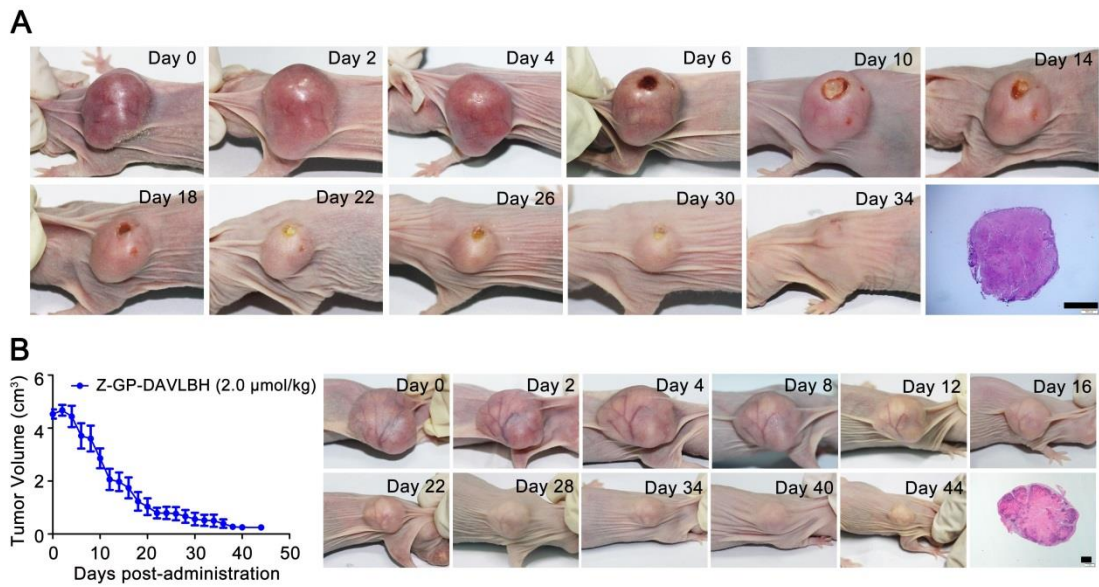 A
Day 0
Day 2
Day 4
Day 6
Day 10
Day 14
Day 18
Day 22
Day 26
Day 30
Day 34
B
Tumor Volume (cm³)
6
4
2
0
Z-GP-DAVLBH (2.0 μmol/kg)
0 10 20 30 40 50
Days post-administration
Day 0
Day 2
Day 4
Day 8
Day 12
Day 16
Day 22
Day 28
Day 34
Day 40
Day 44